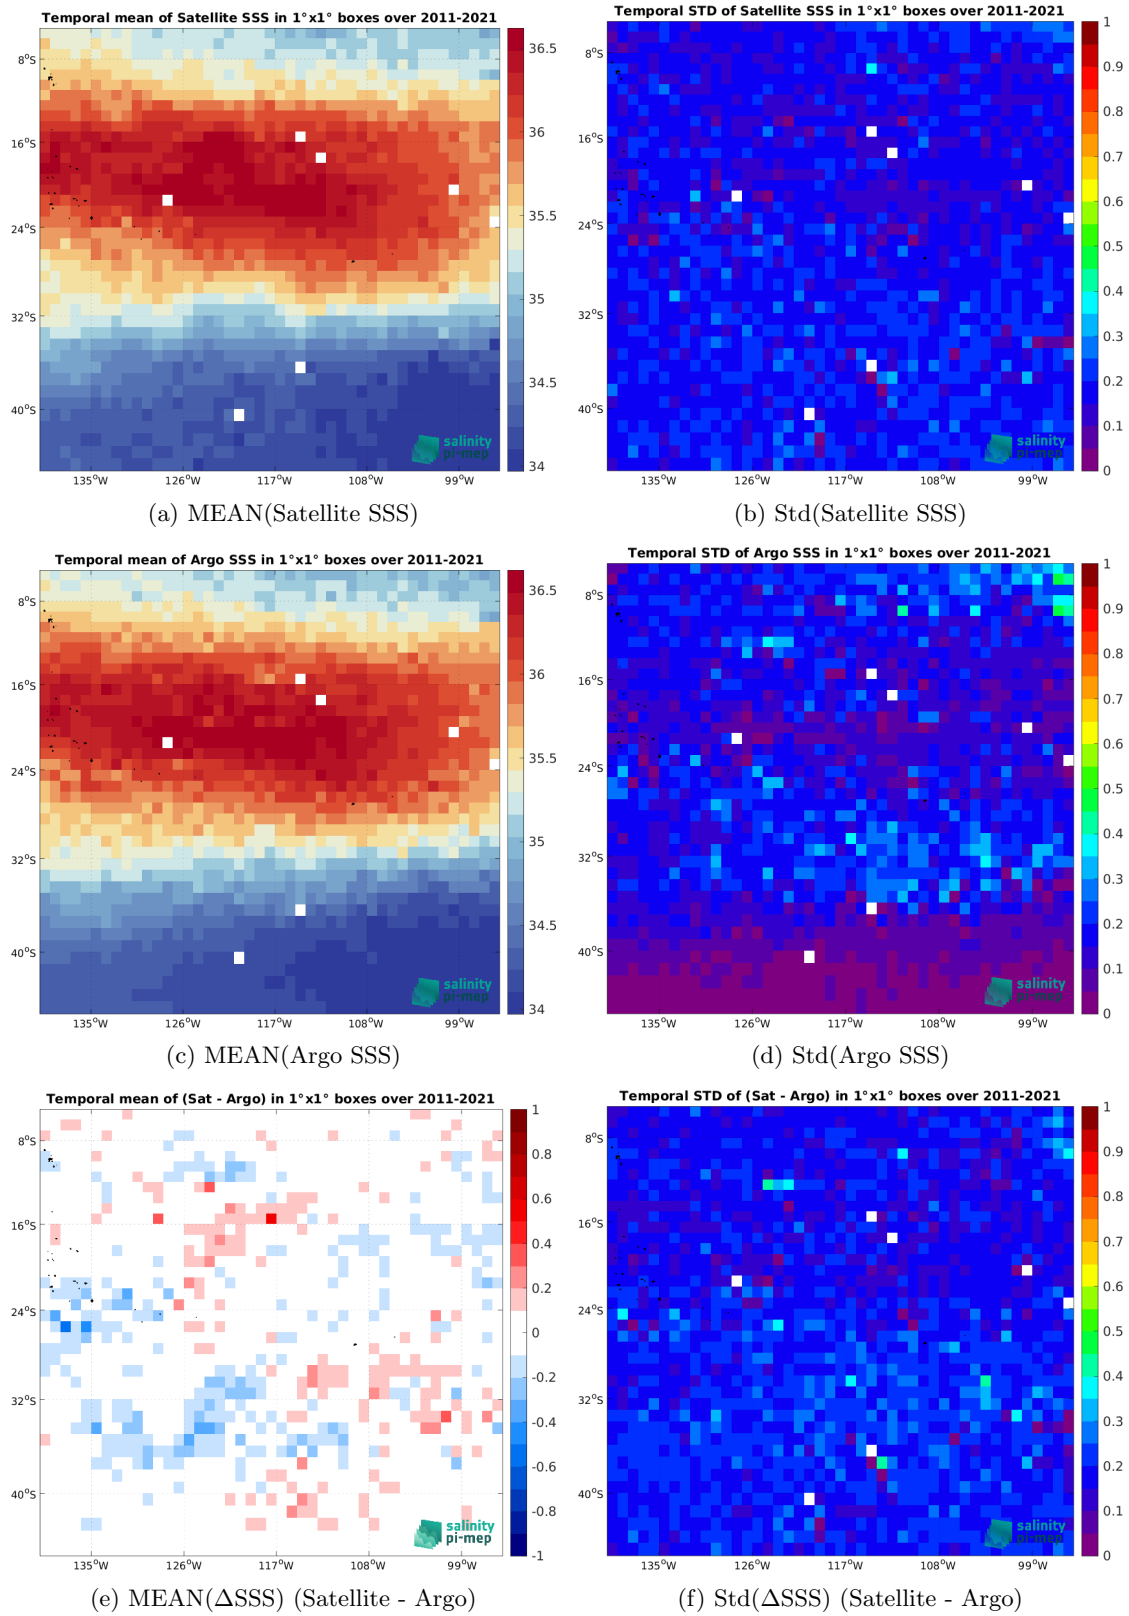 Temporal mean of Satellite SSS in 1°x1° boxes over 2011-2021
8°S
16°S
24°S
32°S
40°S
135°W 126°W 117°W 108°W 99°W
36.5
36
35.5
35
34.5
34
salinity
pi-mep
(a) MEAN(Satellite SSS)
Temporal STD of Satellite SSS in 1°x1° boxes over 2011-2021
8°S
16°S
24°S
32°S
40°S
135°W 126°W 117°W 108°W 99°W
1
0.9
0.8
0.7
0.6
0.5
0.4
0.3
0.2
0.1
0
salinity
pi-mep
(b) Std(Satellite SSS)
Temporal mean of Argo SSS in 1°x1° boxes over 2011-2021
8°S
16°S
24°S
32°S
40°S
135°W 126°W 117°W 108°W 99°W
36.5
36
35.5
35
34.5
34
salinity
pi-mep
(c) MEAN(Argo SSS)
Temporal STD of Argo SSS in 1°x1° boxes over 2011-2021
8°S
16°S
24°S
32°S
40°S
135°W 126°W 117°W 108°W 99°W
1
0.9
0.8
0.7
0.6
0.5
0.4
0.3
0.2
0.1
0
salinity
pi-mep
(d) Std(Argo SSS)
Temporal mean of (Sat - Argo) in 1°x1° boxes over 2011-2021
8°S
16°S
24°S
32°S
40°S
135°W 126°W 117°W 108°W 99°W
1
0.8
0.6
0.4
0.2
0
-0.2
-0.4
-0.6
-0.8
-1
salinity
pi-mep
(e) MEAN(ΔSSS) (Satellite - Argo)
Temporal STD of (Sat - Argo) in 1°x1° boxes over 2011-2021
8°S
16°S
24°S
32°S
40°S
135°W 126°W 117°W 108°W 99°W
1
0.9
0.8
0.7
0.6
0.5
0.4
0.3
0.2
0.1
0
salinity
pi-mep
(f) Std(ΔSSS) (Satellite - Argo)